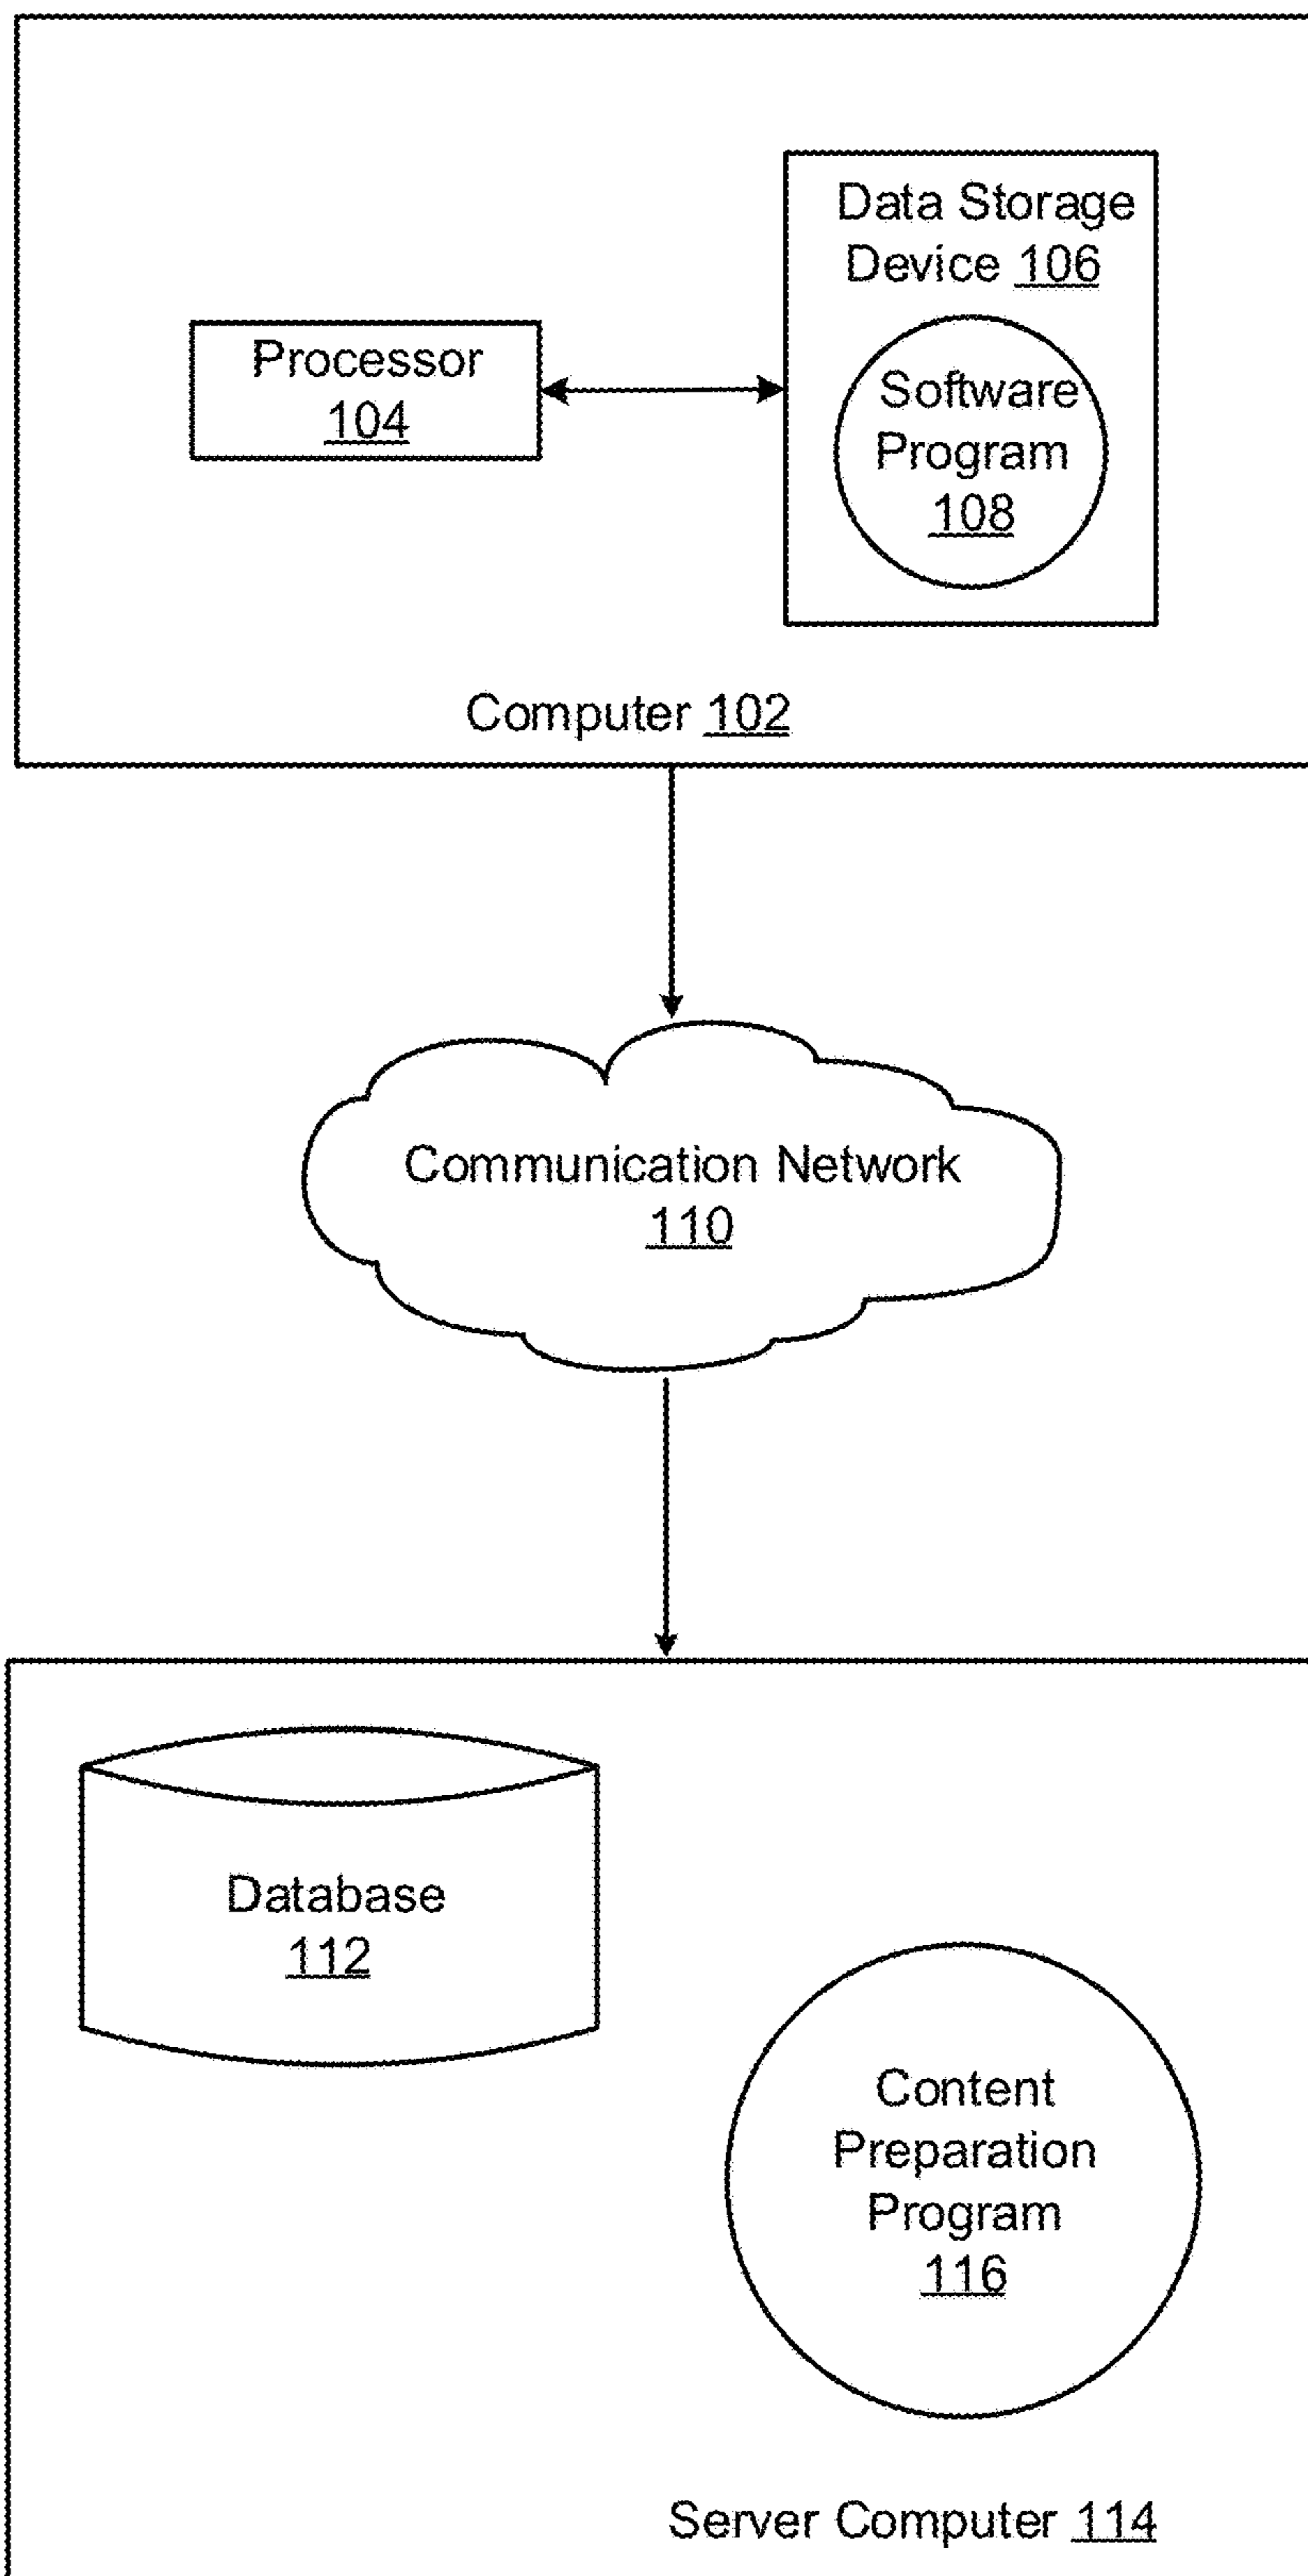 Data Storage
Device 106
Processor
104
Software
Program
108
Computer 102
Communication Network
110
Database
112
Content
Preparation
Program
116
Server Computer 114